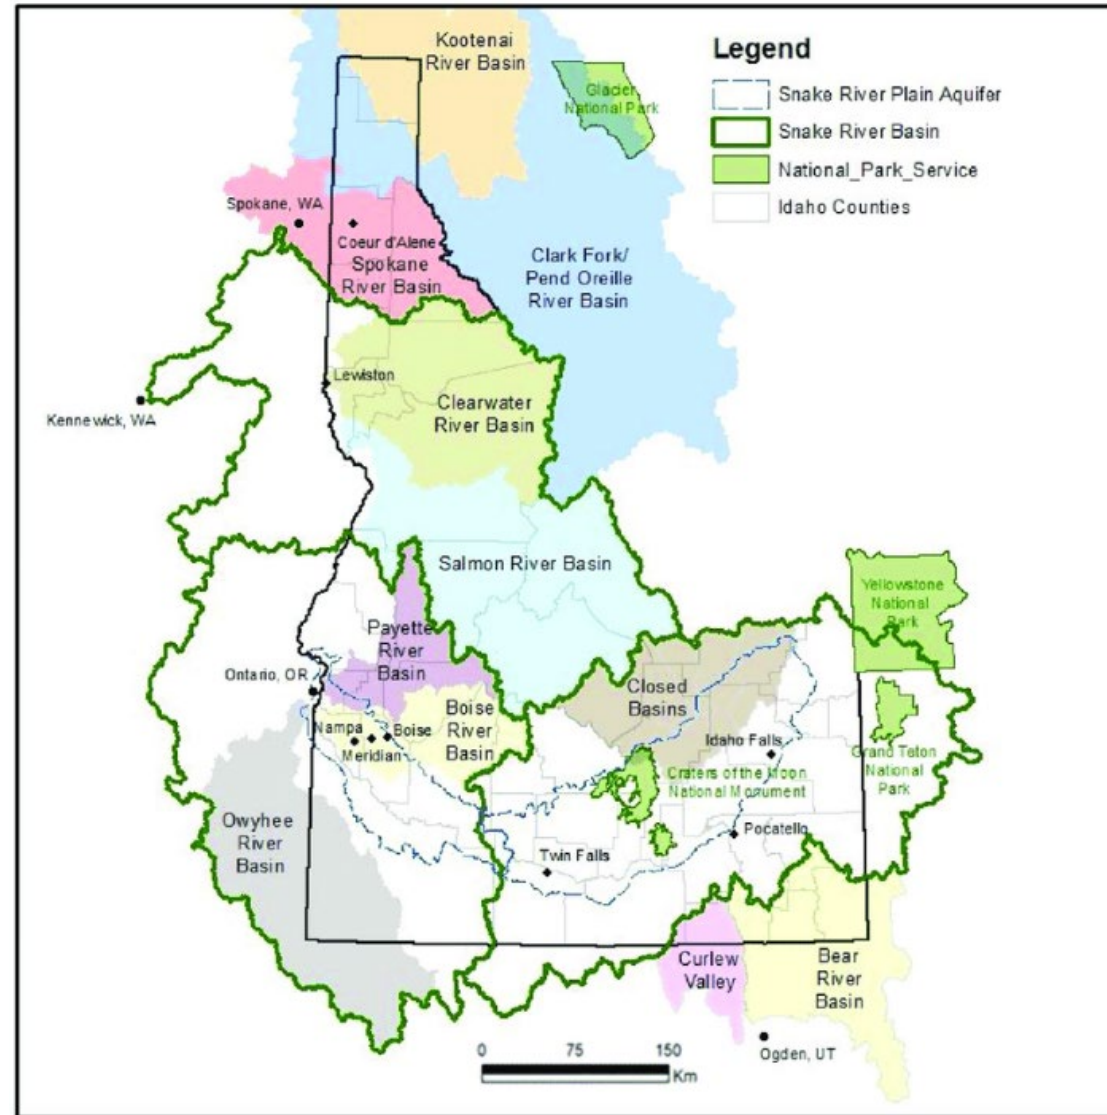 Kootenai
River Basin
Legend
Snake River Plain Aquifer
Snake River Basin
National_Park_Service
Idaho Counties
Glacier
National Park
Spokane, WA
Coeur d'Alene
Spokane
River Basin
Clark Fork/
Pend Oreille
River Basin
Lewiston
Kennewick, WA
Clearwater
River Basin
Salmon River Basin
Yellowstone
National
Park
Payette
River
Basin
Ontario, OR
Closed
Basins
Boise
River
Basin
Nampa
Boise
Meridian
Idaho Falls
Grand Teton
National
Park
Craters of the Moon
National Monument
Owyhee
River
Basin
Pocatello
Twin Falls
Curlew
Valley
Bear
River
Basin
0 75 150
Km
Ogden, UT